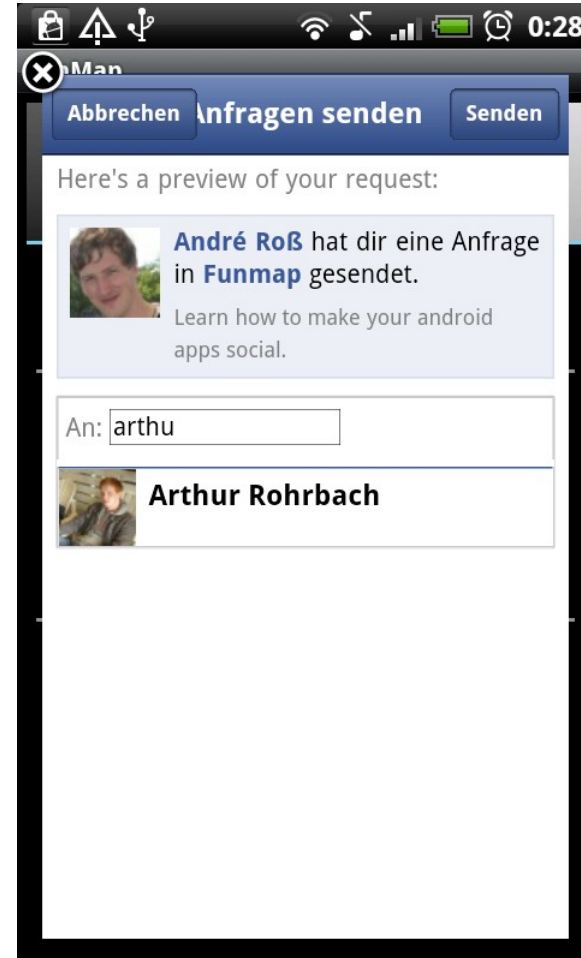 0:28
Abbrechen Anfragen senden Senden
Here's a preview of your request:
André Roß hat dir eine Anfrage
in Funmap gesendet.
Learn how to make your android
apps social.
An: arthu
Arthur Rohrbach